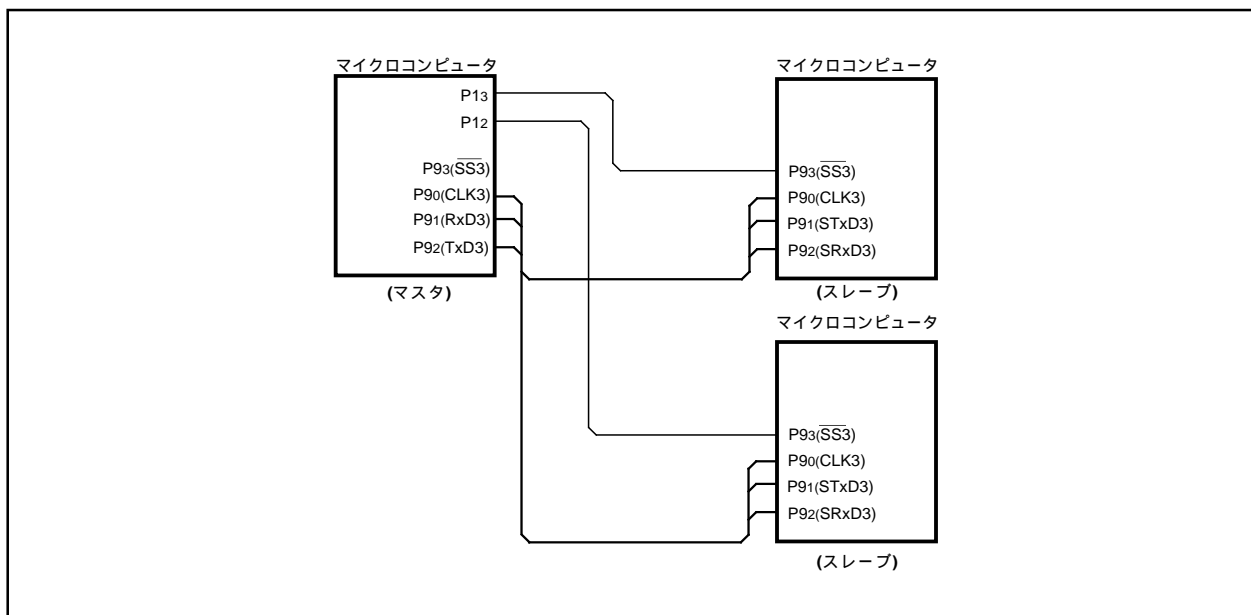 マイクロコンピュータ
P13
P12
P93(SS3)
P90(CLK3)
P91(RxD3)
P92(TxD3)
(マスタ)
マイクロコンピュータ
P93(SS3)
P90(CLK3)
P91(STxD3)
P92(SRxD3)
(スレーブ)
マイクロコンピュータ
P93(SS3)
P90(CLK3)
P91(STxD3)
P92(SRxD3)
(スレーブ)